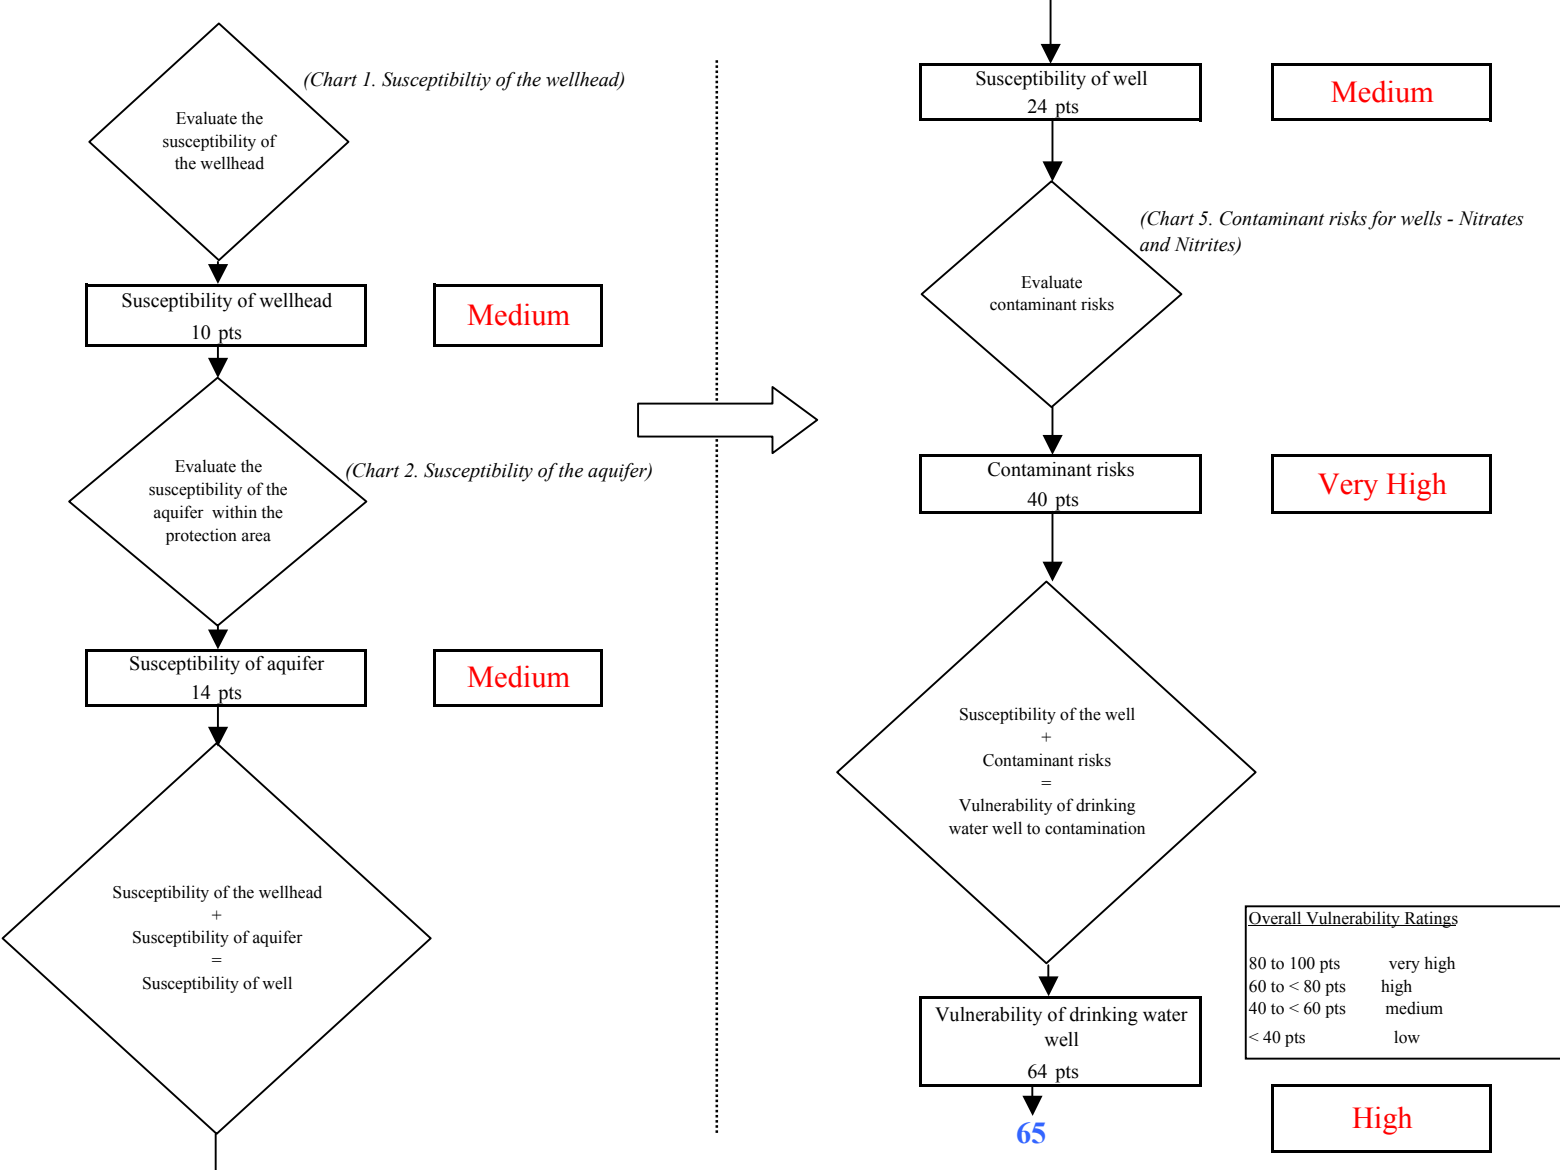 (Chart 1. Susceptibiltiy of the wellhead)
Evaluate the
susceptibility of
the wellhead
Susceptibility of wellhead
10 pts
Medium
Evaluate the
susceptibility of the
aquifer within the
protection area
(Chart 2. Susceptibility of the aquifer)
Susceptibility of aquifer
14 pts
Medium
Susceptibility of the wellhead
+
Susceptibility of aquifer
=
Susceptibility of well
Susceptibility of well
24 pts
Medium
(Chart 5. Contaminant risks for wells - Nitrates
and Nitrites)
Evaluate
contaminant risks
Contaminant risks
40 pts
Very High
Susceptibility of the well
+
Contaminant risks
=
Vulnerability of drinking
water well to contamination
Overall Vulnerability Ratings
80 to 100 pts very high
60 to < 80 pts high
40 to < 60 pts medium
< 40 pts low
Vulnerability of drinking water
well
64 pts
65
High